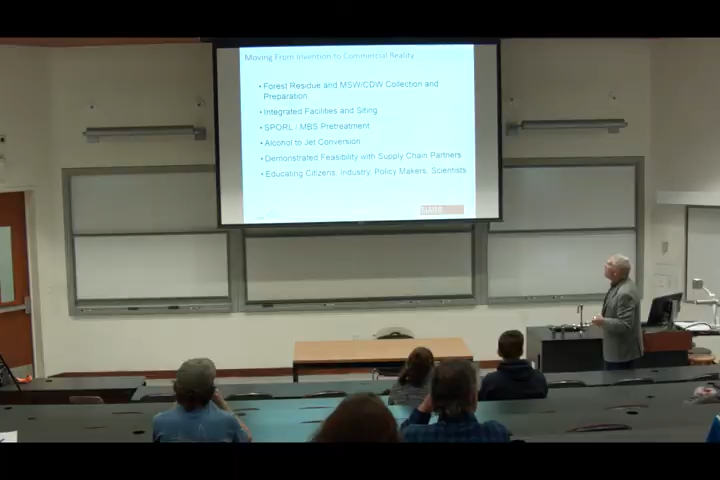 Moving From Invention to Commercial Reality
• Forest Residue and MSW/CDW Collection and
Preparation
• Integrated Facilities and Siting
• SPORL / MBS Pretreatment
• Alcohol to Jet Conversion
• Demonstrated Feasibility with Supply Chain Partners
• Educating Citizens, Industry, Policy Makers, Scientists